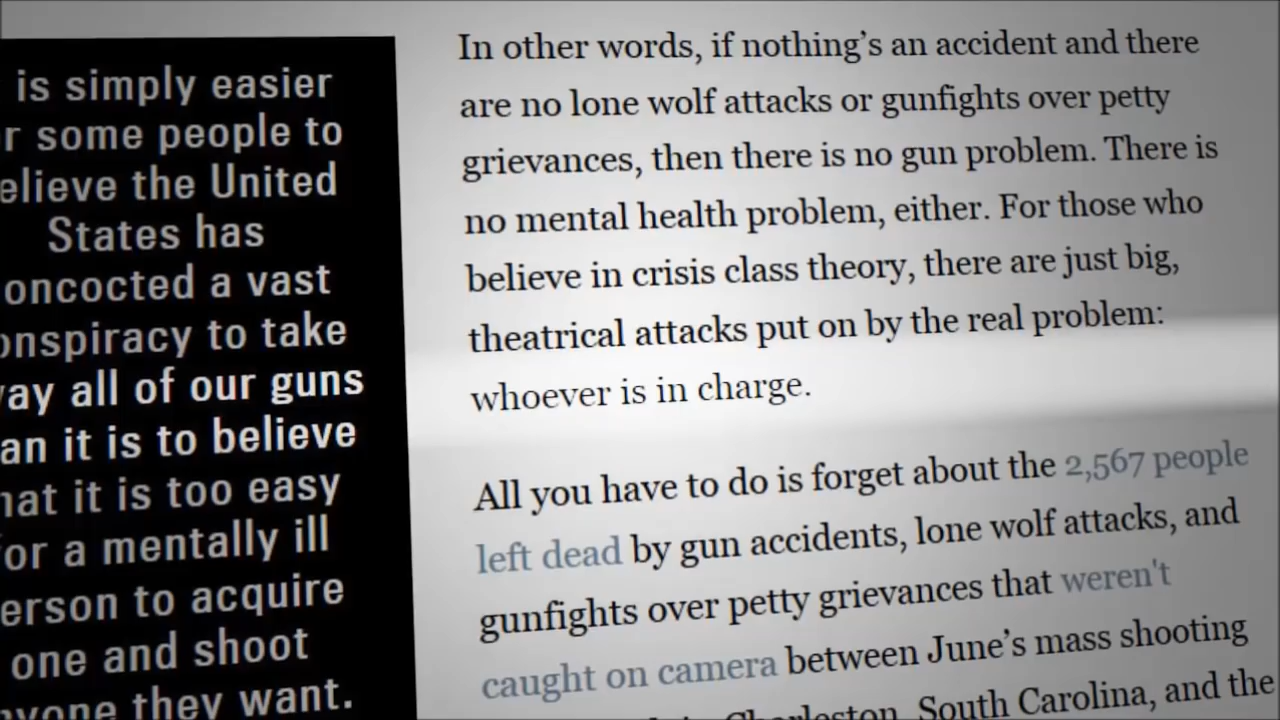 is simply easier
some people to
the United
States has
a vast
to take
all of our guns
it is to believe
it is too easy
a mentally ill
to acquire
one and shoot
they want.
In other words, if nothing’s an accident and there
are no lone wolf attacks or gunfights over petty
grievances, then there is no gun problem. There is
no mental health problem, either. For those who
believe in crisis class theory, there are just big,
theatrical attacks put on by the real problem:
whoever is in charge.
All you have to do is forget about the 2,567 people
left dead by gun accidents, lone wolf attacks, and
gunfights over petty grievances that weren't
caught on camera between June’s mass shooting
Charleston, South Carolina, and the